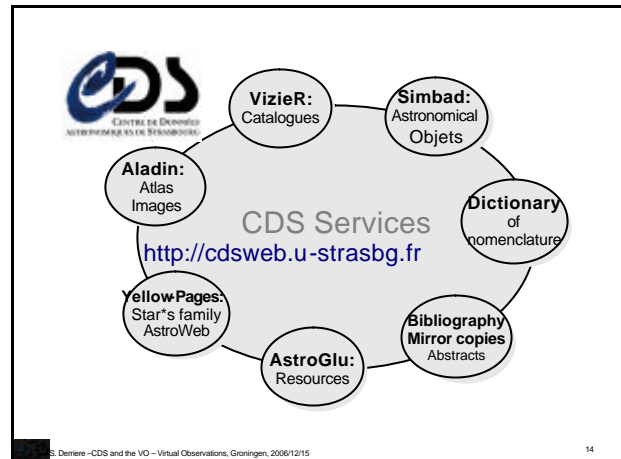 CDS
CENTRE DE DONNÉES
ASTRONOMIQUES DE STRASBOURG
VizieR:
Catalogues
Simbad:
Astronomical
Objets
Aladin:
Atlas
Images
Dictionary
of
nomenclature
CDS Services
http://cdsweb.u-strasbg.fr
Yellow-Pages:
Star*s family
AstroWeb
Bibliography
Mirror copies
Abstracts
AstroGlu:
Resources
S. Derriere –CDS and the VO – Virtual Observations, Groningen, 2006/12/15
14